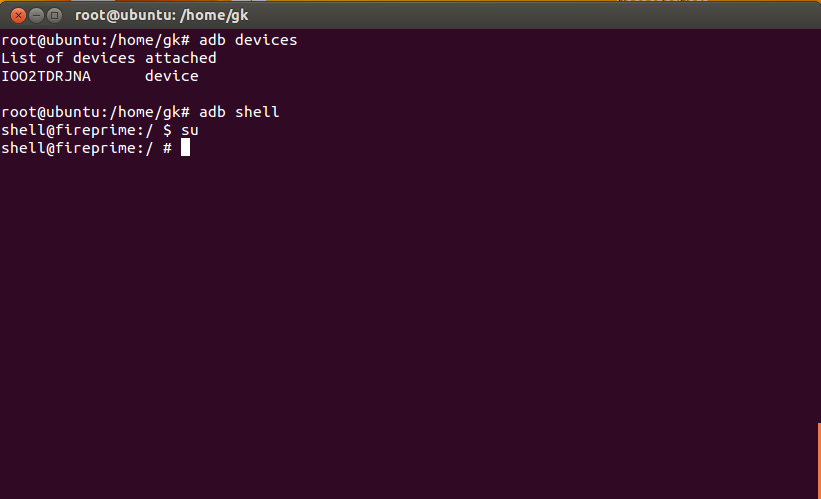 root@ubuntu: /home/gk
root@ubuntu:/home/gk# adb devices
List of devices attached
IOO2TDRJNA      device
root@ubuntu:/home/gk# adb shell
shell@fireprime:/ $ su
shell@fireprime:/ #